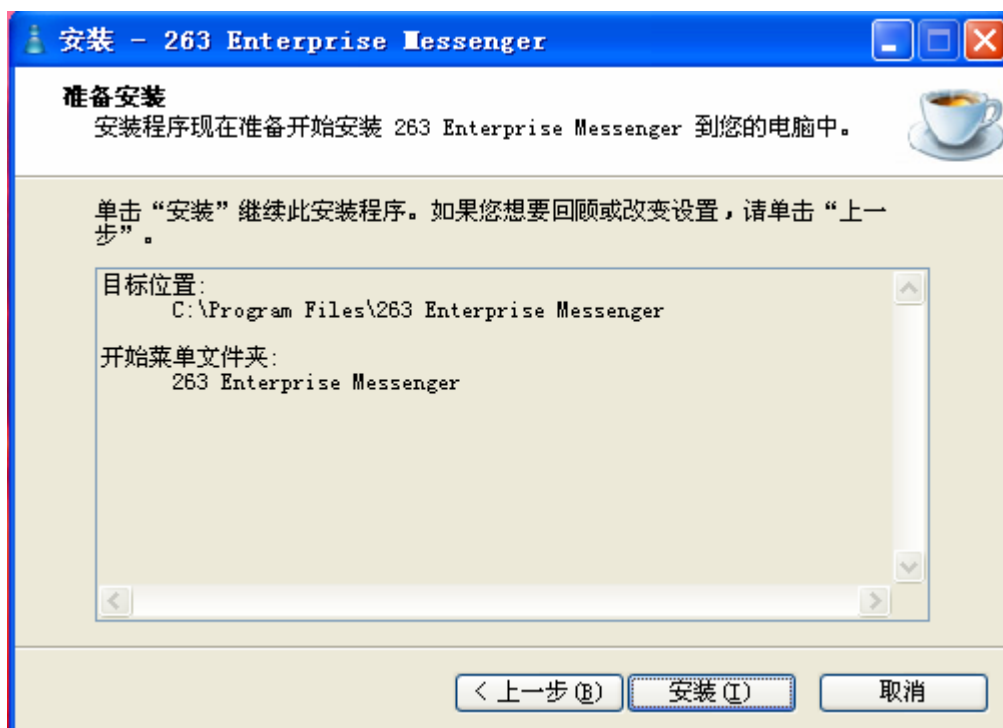 安装 - 263 Enterprise Messenger
准备安装
安装程序现在准备开始安装 263 Enterprise Messenger 到您的电脑中。
单击“安装”继续此安装程序。如果您想要回顾或改变设置，请单击“上一
步”。
目标位置:
C:\Program Files\263 Enterprise Messenger
开始菜单文件夹:
263 Enterprise Messenger
< 上一步(B) 安装(I) 取消